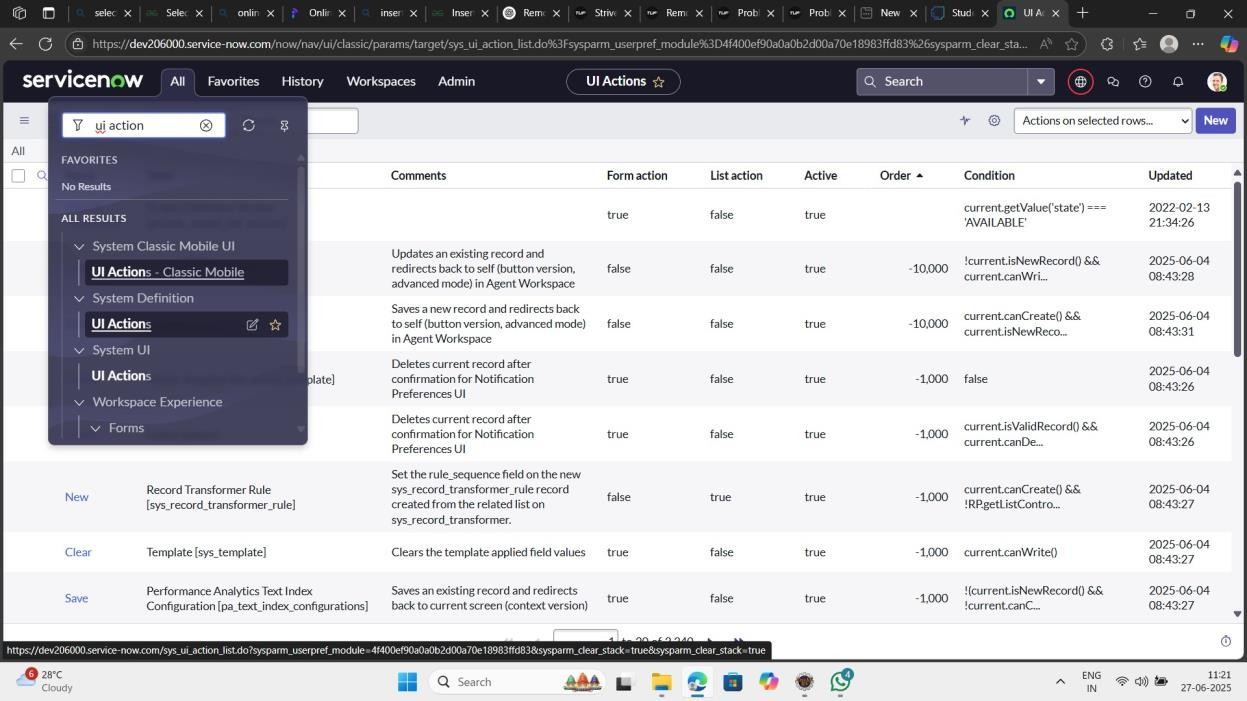 selec
Selec
onlin
Onlin
inser
Inser
Remo
Strive
Remo
Probl
Probl
New
Stude
UI Ac
https://dev206000.service-now.com/now/nav/ui/classic/params/target/sys_ui_action_list.do%3Fsysparm_userpref_module%3D4f400ef90a0a0b2d00a70e18983ffd83%26sysparm_clear_sta...
servicenow
All
Favorites
History
Workspaces
Admin
UI Actions
Search
ui action
Actions on selected rows...
New
All
FAVORITES
No Results
ALL RESULTS
System Classic Mobile UI
UI Actions - Classic Mobile
System Definition
UI Actions
System UI
UI Actions
Workspace Experience
Forms
Comments
Form action
List action
Active
Order
Condition
Updated
true
false
true
current.getValue('state') ===
'AVAILABLE'
2022-02-13
21:34:26
Updates an existing record and
redirects back to self (button version,
advanced mode) in Agent Workspace
false
false
true
-10,000
!current.isNewRecord() &&
current.canWri...
2025-06-04
08:43:28
Saves a new record and redirects back
to self (button version, advanced mode)
in Agent Workspace
false
false
true
-10,000
current.canCreate() &&
current.isNewReco...
2025-06-04
08:43:31
plate]
Deletes current record after
confirmation for Notification
Preferences UI
true
false
true
-1,000
false
2025-06-04
08:43:26
Deletes current record after
confirmation for Notification
Preferences UI
true
false
true
-1,000
current.isValidRecord() &&
current.canDe...
2025-06-04
08:43:26
New
Record Transformer Rule
[sys_record_transformer_rule]
Set the rule_sequence field on the new
sys_record_transformer_rule record
created from the related list on
sys_record_transformer.
false
true
true
-1,000
current.canCreate() &&
!RP.getListContro...
2025-06-04
08:43:27
Clear
Template [sys_template]
Clears the template applied field values
true
false
true
-1,000
current.canWrite()
2025-06-04
08:43:27
Save
Performance Analytics Text Index
Configuration [pa_text_index_configurations]
Saves an existing record and redirects
back to current screen (context version)
true
false
true
-1,000
!(current.isNewRecord() &&
!current.canC...
2025-06-04
08:43:27
1 to 20 of 2,240
https://dev206000.service-now.com/sys_ui_action_list.do?sysparm_userpref_module=4f400ef90a0a0b2d00a70e18983ffd83&sysparm_clear_stack=true&sysparm_clear_stack=true
6
28°C
Cloudy
Search
4
ENG
IN
11:21
27-06-2025